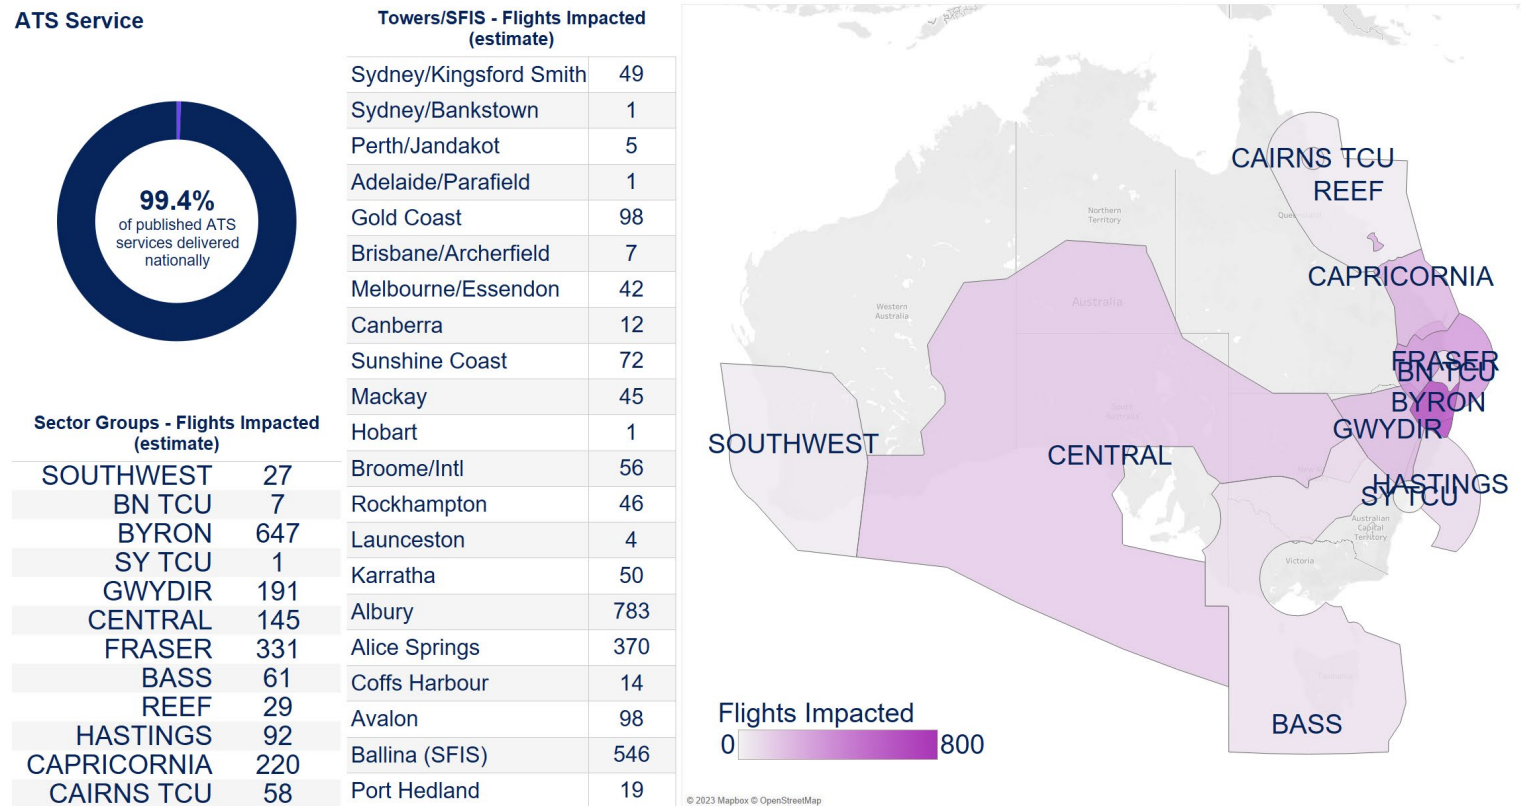 ATS Service
99.4%
of published ATS
services delivered
nationally
Sector Groups - Flights Impacted
(estimate)
SOUTHWEST 27
BN TCU 7
BYRON 647
SY TCU 1
GWYDIR 191
CENTRAL 145
FRASER 331
BASS 61
REEF 29
HASTINGS 92
CAPRICORNIA 220
CAIRNS TCU 58
Towers/SFIS - Flights Impacted
(estimate)
Sydney/Kingsford Smith 49
Sydney/Bankstown 1
Perth/Jandakot 5
Adelaide/Parafield 1
Gold Coast 98
Brisbane/Archerfield 7
Melbourne/Essendon 42
Canberra 12
Sunshine Coast 72
Mackay 45
Hobart 1
Broome/Intl 56
Rockhampton 46
Launceston 4
Karratha 50
Albury 783
Alice Springs 370
Coffs Harbour 14
Avalon 98
Ballina (SFIS) 546
Port Hedland 19
CAIRNS TCU
REEF
Northern
Territory
CAPRICORNIA
Australia
Western
Australia
FRASER
BN TCU
BYRON
South
Australia
GWYDIR
SOUTHWEST
CENTRAL
HASTINGS
SY TCU
Australian
Capital
Territory
Victoria
Tasmania
BASS
Flights Impacted
0 800
© 2023 Mapbox © OpenStreetMap